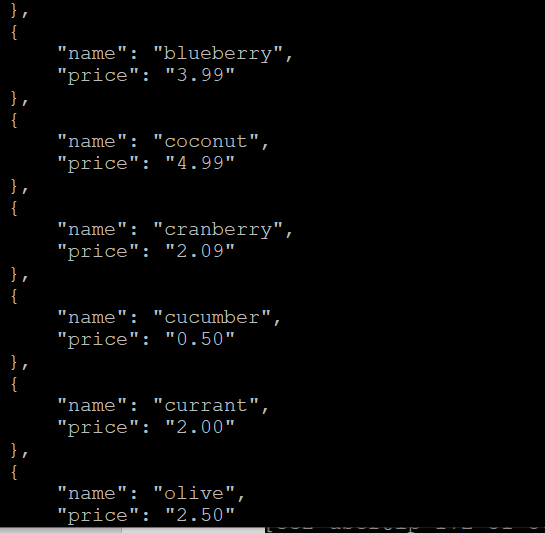 },
{
    "name": "blueberry",
    "price": "3.99"
},
{
    "name": "coconut",
    "price": "4.99"
},
{
    "name": "cranberry",
    "price": "2.09"
},
{
    "name": "cucumber",
    "price": "0.50"
},
{
    "name": "currant",
    "price": "2.00"
},
{
    "name": "olive",
    "price": "2.50"